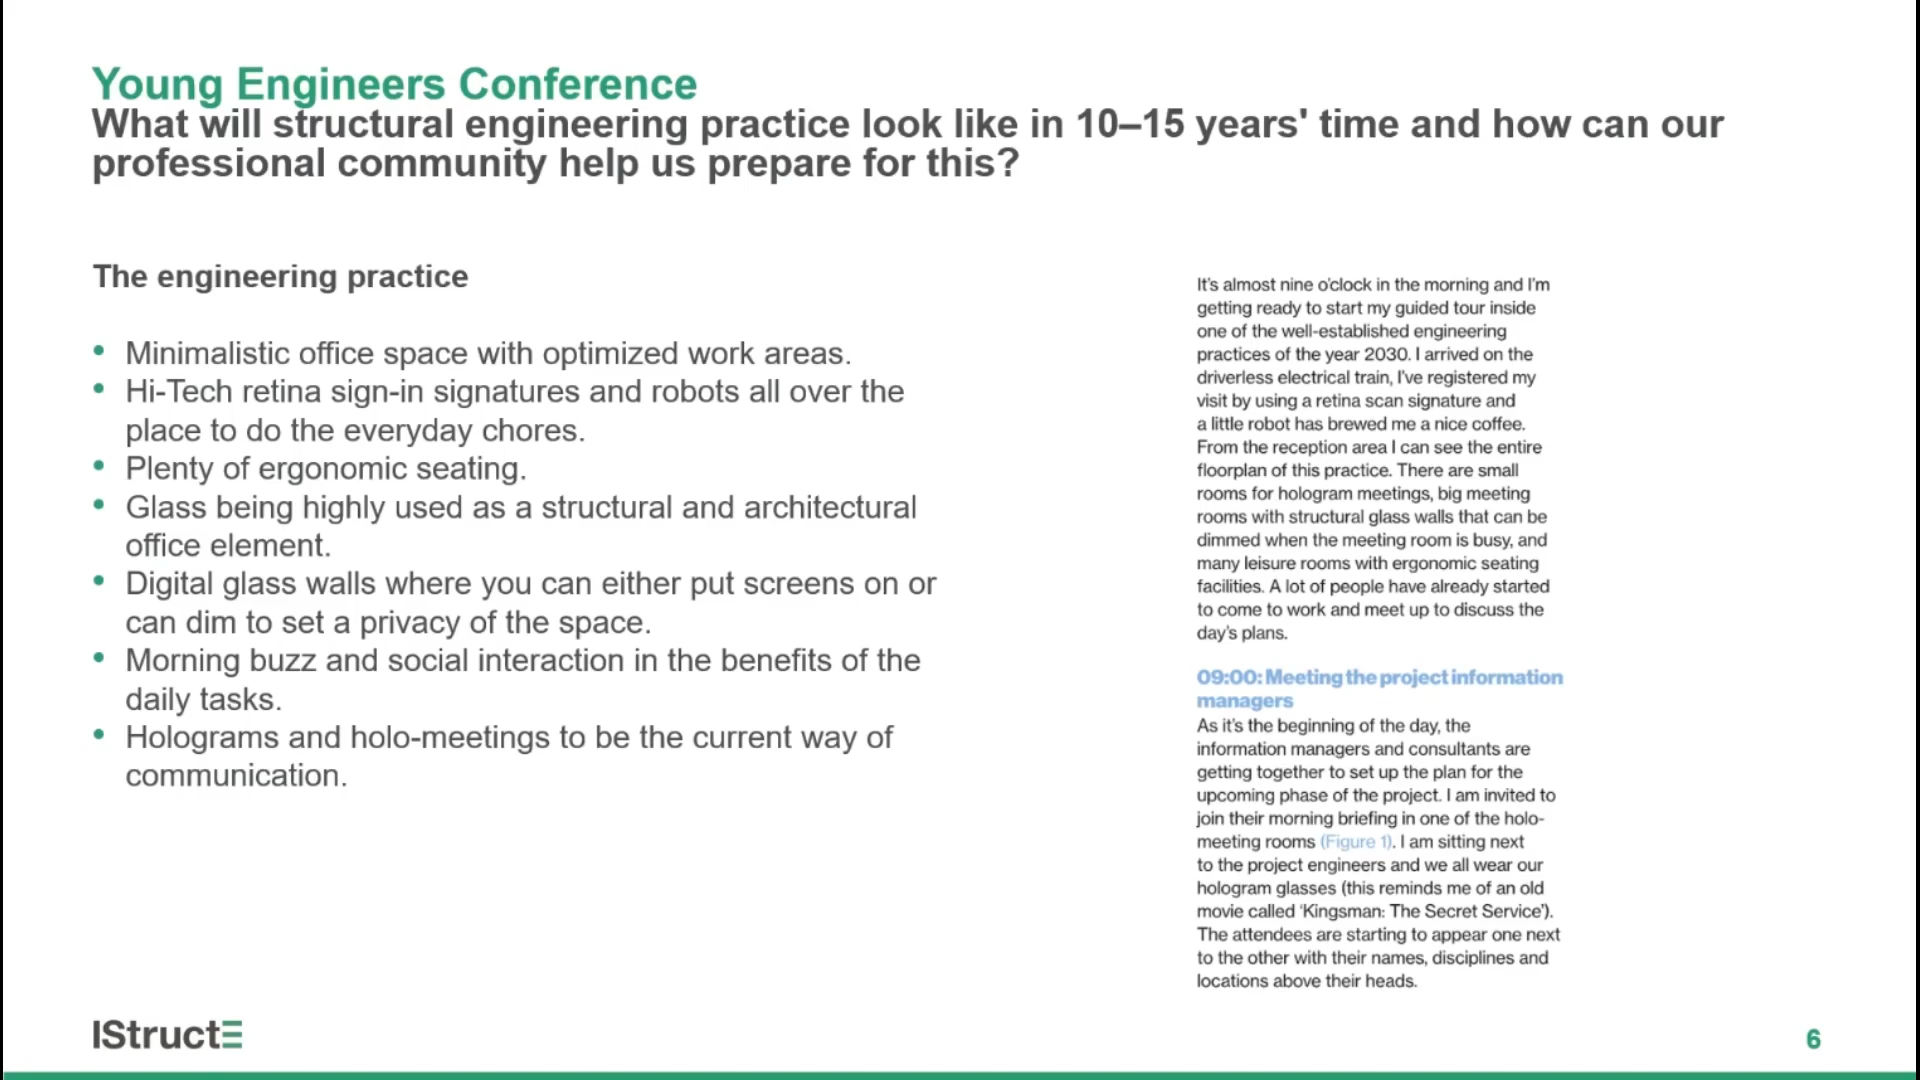 Young Engineers Conference
What will structural engineering practice look like in 10–15 years' time and how can our
professional community help us prepare for this?
The engineering practice
• Minimalistic office space with optimized work areas.
• Hi-Tech retina sign-in signatures and robots all over the
place to do the everyday chores.
• Plenty of ergonomic seating.
• Glass being highly used as a structural and architectural
office element.
• Digital glass walls where you can either put screens on or
can dim to set a privacy of the space.
• Morning buzz and social interaction in the benefits of the
daily tasks.
• Holograms and holo-meetings to be the current way of
communication.
It’s almost nine o’clock in the morning and I’m
getting ready to start my guided tour inside
one of the well-established engineering
practices of the year 2030. I arrived on the
driverless electrical train, I’ve registered my
visit by using a retina scan signature and
a little robot has brewed me a nice coffee.
From the reception area I can see the entire
floorplan of this practice. There are small
rooms for hologram meetings, big meeting
rooms with structural glass walls that can be
dimmed when the meeting room is busy, and
many leisure rooms with ergonomic seating
facilities. A lot of people have already started
to come to work and meet up to discuss the
day’s plans.
09:00: Meeting the project information
managers
As it’s the beginning of the day, the
information managers and consultants are
getting together to set up the plan for the
upcoming phase of the project. I am invited to
join their morning briefing in one of the holo-
meeting rooms (Figure 1). I am sitting next
to the project engineers and we all wear our
hologram glasses (this reminds me of an old
movie called ‘Kingsman: The Secret Service’).
The attendees are starting to appear one next
to the other with their names, disciplines and
locations above their heads.
IStructE
6